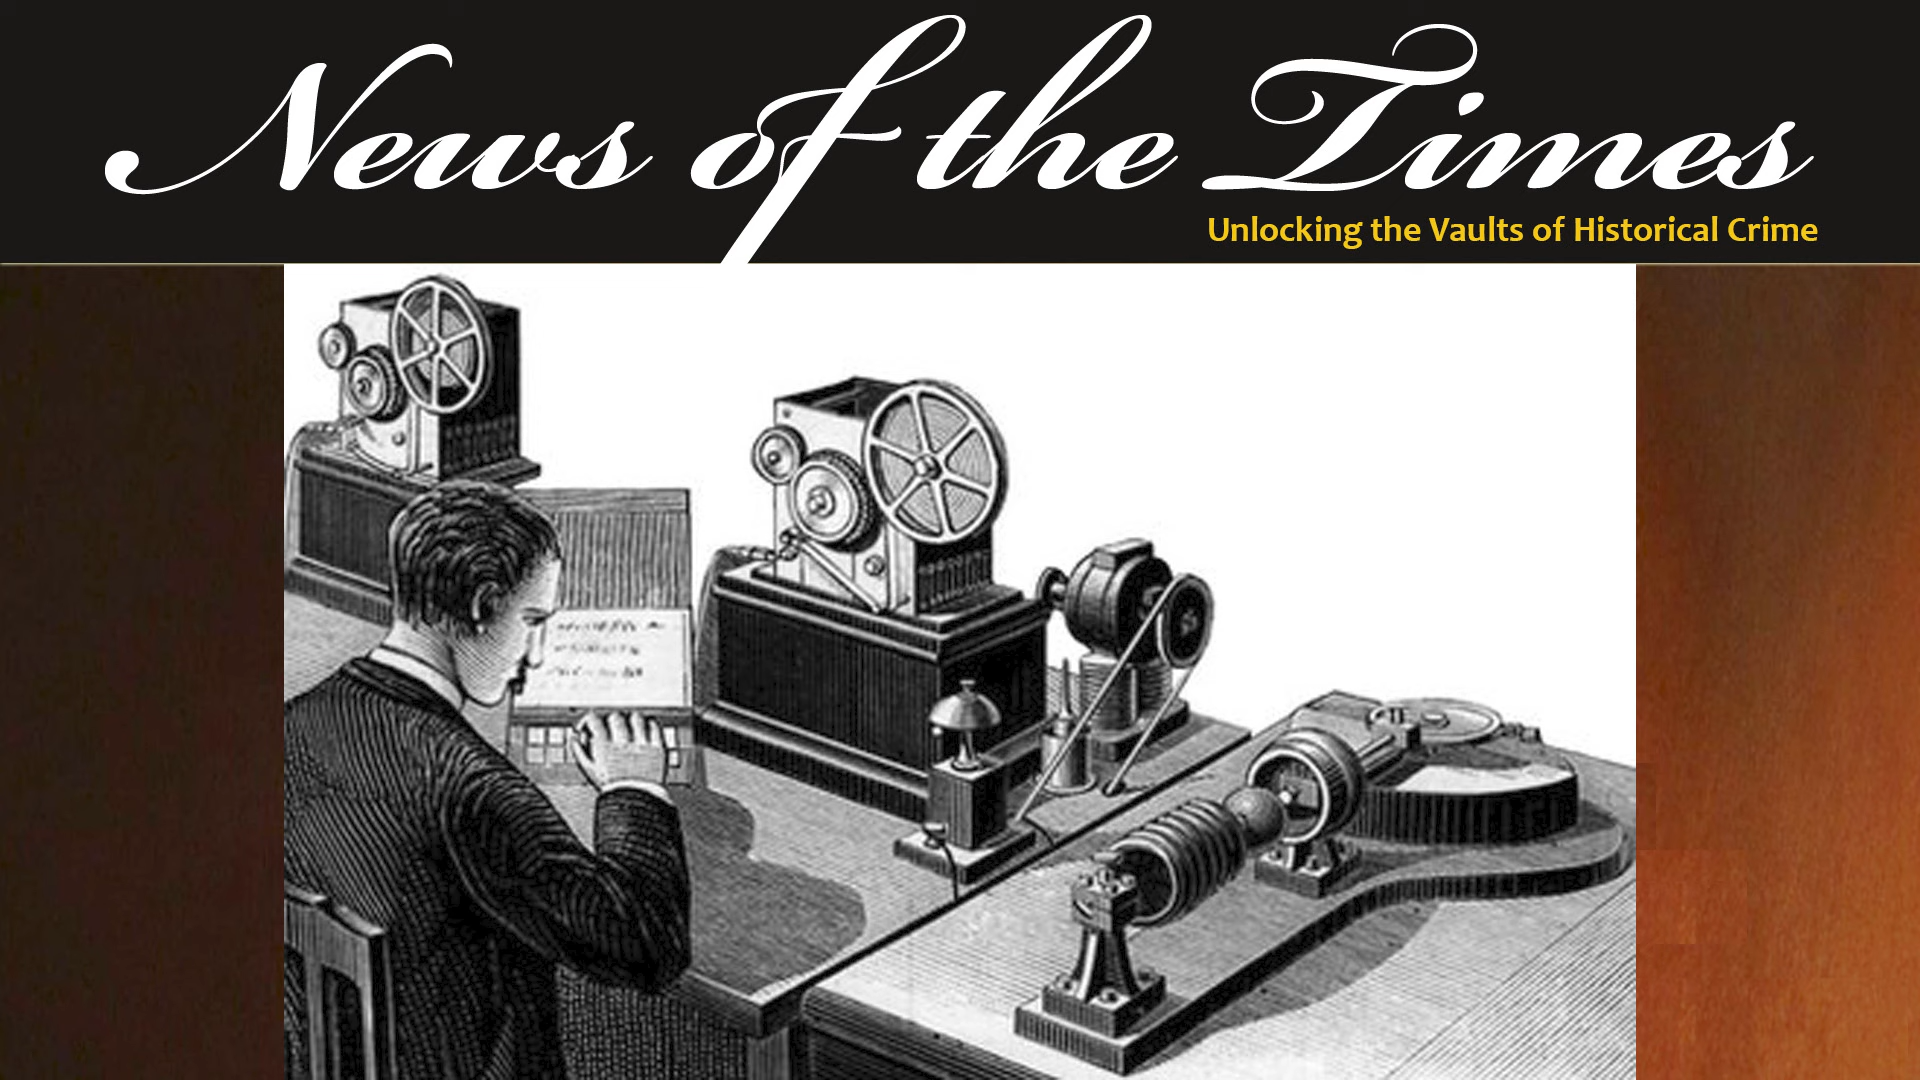 News of the Times
Unlocking the Vaults of Historical Crime